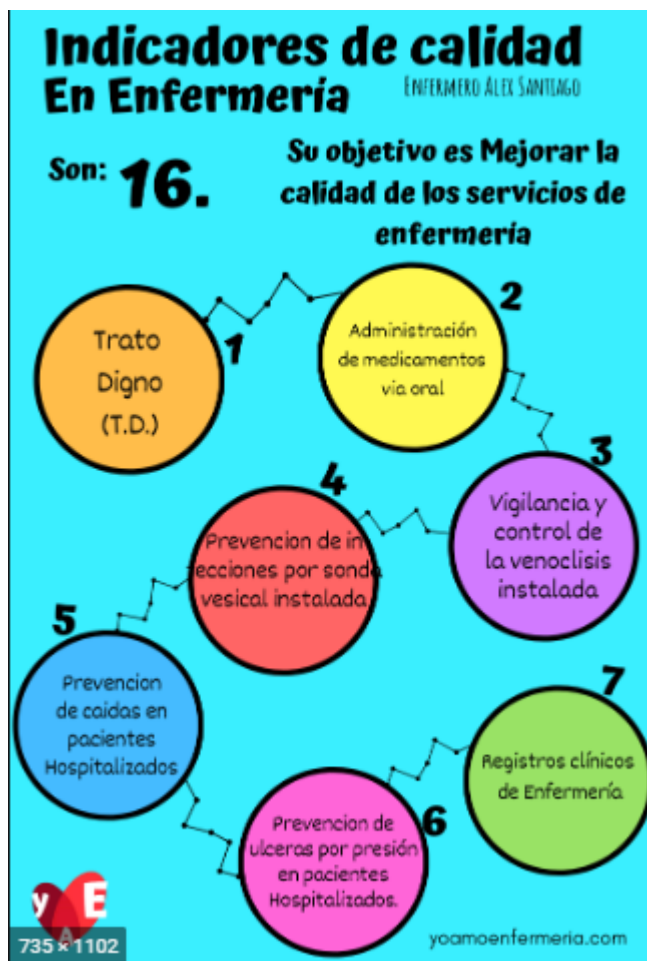 Indicadores de calidad
En Enfermería
Enfermero Alex Santiago
Son: 16.
Su objetivo es Mejorar la
calidad de los servicios de
enfermería
1
Trato
Digno
(T.D.)
2
Administración
de medicamentos
via oral
3
Vigilancia y
control de
la venoclisis
instalada
4
Prevencion de in
ecciones por sonda
vesical instalada
5
Prevencion
de caidas en
pacientes
Hospitalizados
6
Prevencion de
ulceras por presión
en pacientes
Hospitalizados.
7
Registros clínicos
de Enfermería
y E
A
735 × 1102
yoamoenfermeria.com